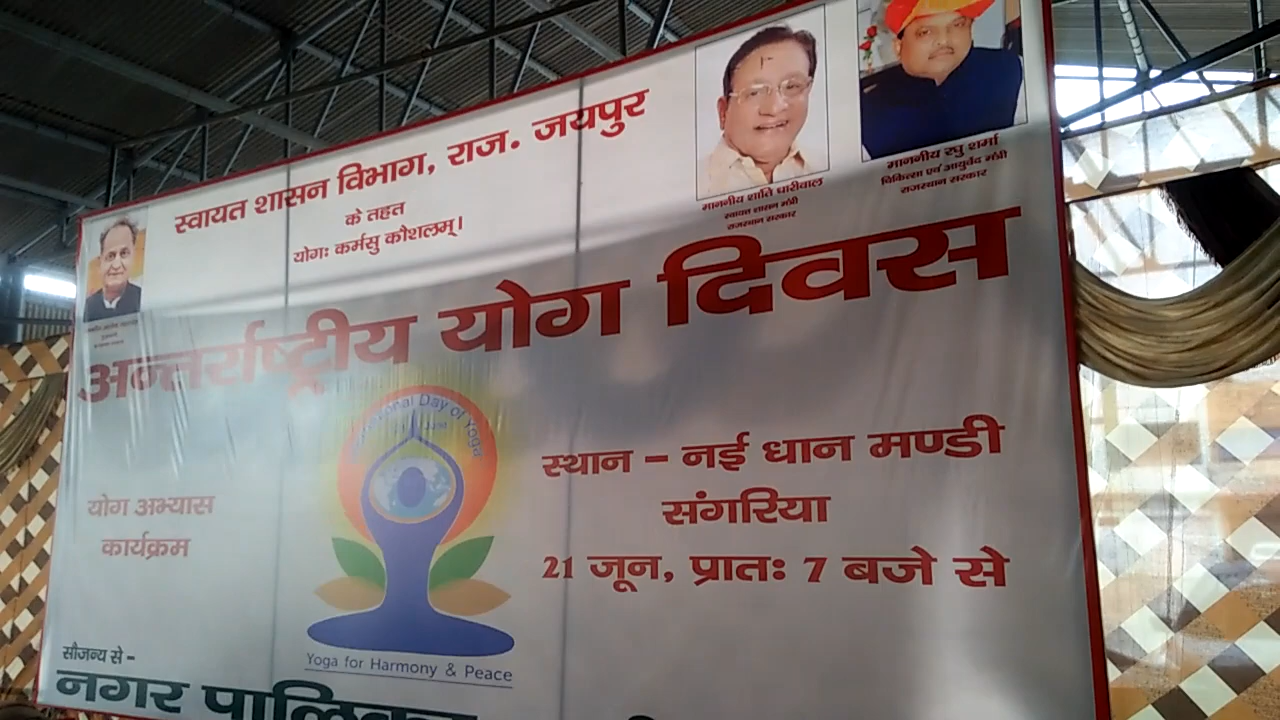 स्वायत शासन विभाग, राज. जयपुर
के तहत
योगः कर्मसु कौशलम्।
माननीय शांति धारीवाल
स्वायत शासन मंत्री
राजस्थान सरकार
माननीय रघु शर्मा
चिकित्सा एवं आयुर्वेद मंत्री
राजस्थान सरकार
अन्तर्राष्ट्रीय योग दिवस
International Day of Yoga
योग अभ्यास
कार्यक्रम
स्थान – नई धान मण्डी
संगरिया
21 जून, प्रातः 7 बजे से
Yoga for Harmony & Peace
सौजन्य से –
नगर